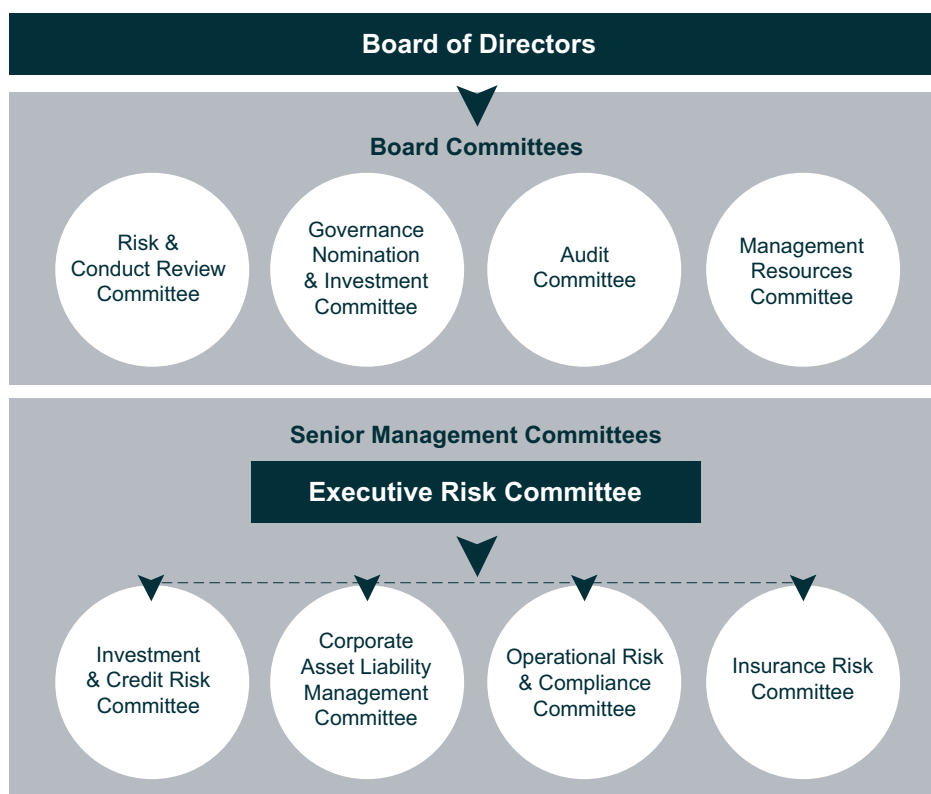 Board of Directors
Board Committees
Risk &
Conduct Review
Committee
Governance
Nomination
& Investment
Committee
Audit
Committee
Management
Resources
Committee
Senior Management Committees
Executive Risk Committee
Investment
& Credit Risk
Committee
Corporate
Asset Liability
Management
Committee
Operational Risk
& Compliance
Committee
Insurance Risk
Committee